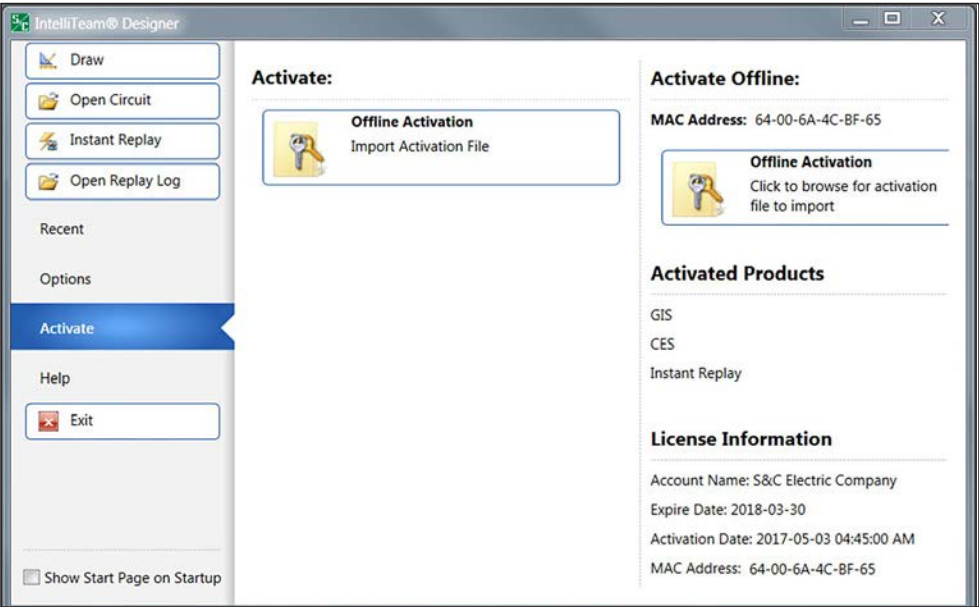 S&C IntelliTeam® Designer
Draw
Open Circuit
Instant Replay
Open Replay Log
Recent
Options
Activate
Help
Exit
Show Start Page on Startup
Activate:
Offline Activation
Import Activation File
Activate Offline:
MAC Address: 64-00-6A-4C-BF-65
Offline Activation
Click to browse for activation
file to import
Activated Products
GIS
CES
Instant Replay
License Information
Account Name: S&C Electric Company
Expire Date: 2018-03-30
Activation Date: 2017-05-03 04:45:00 AM
MAC Address: 64-00-6A-4C-BF-65